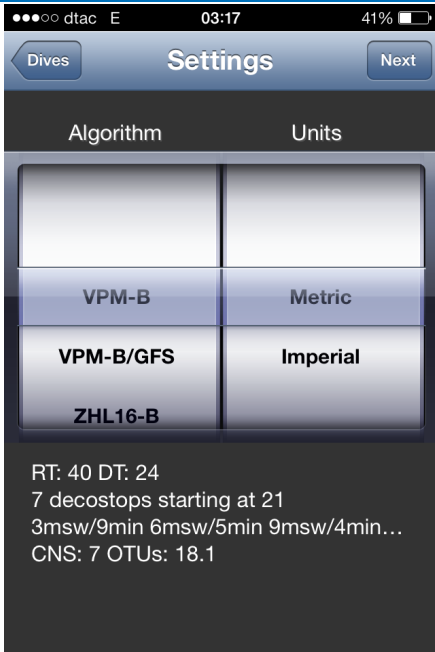 dtac E 03:17 41%
Dives Settings Next
Algorithm Units
VPM-B Metric
VPM-B/GFS Imperial
ZHL16-B
RT: 40 DT: 24
7 decostops starting at 21
3msw/9min 6msw/5min 9msw/4min...
CNS: 7 OTUs: 18.1